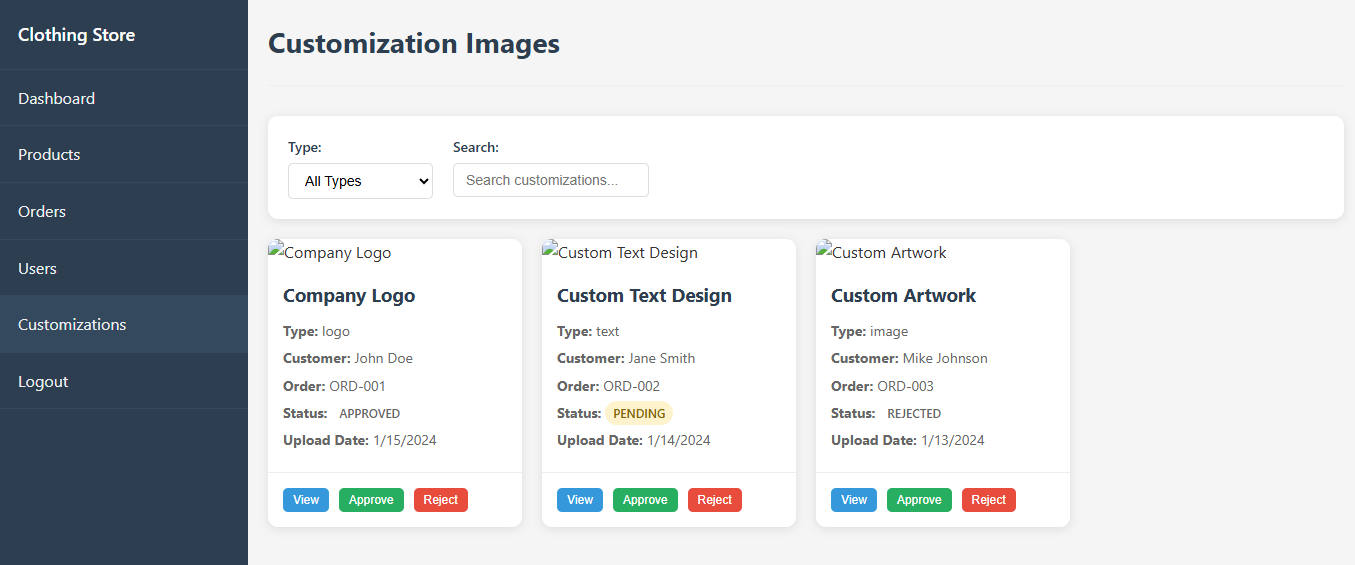 Clothing Store
Dashboard
Products
Orders
Users
Customizations
Logout
Customization Images
Type:
All Types
Search:
Search customizations...
Company Logo
Company Logo
Type: logo
Customer: John Doe
Order: ORD-001
Status: APPROVED
Upload Date: 1/15/2024
View Approve Reject
Custom Text Design
Custom Text Design
Type: text
Customer: Jane Smith
Order: ORD-002
Status: PENDING
Upload Date: 1/14/2024
View Approve Reject
Custom Artwork
Custom Artwork
Type: image
Customer: Mike Johnson
Order: ORD-003
Status: REJECTED
Upload Date: 1/13/2024
View Approve Reject